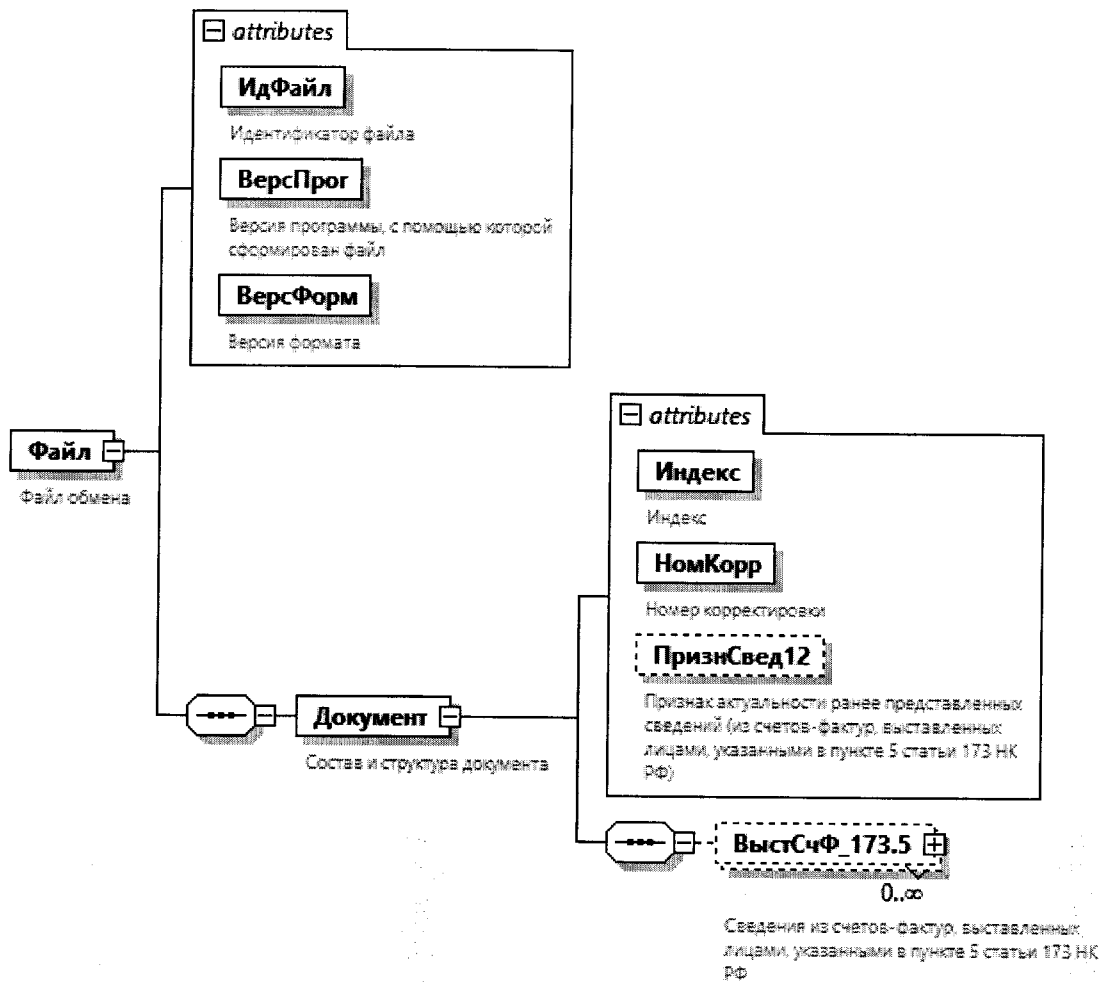 attributes
ИдФайл
Идентификатор файла
ВерсПрог
Версия программы, с помощью которой
сформирован файл
ВерсФорм
Версия формата
Файл
Файл обмена
attributes
Индекс
Индекс
НомКорр
Номер корректировки
ПризнСвед12
Признак актуальности ранее представленных
сведений (из счетов-фактур, выставленных
лицами, указанными в пункте 5 статьи 173 НК
РФ)
Документ
Состав и структура документа
ВыстСчФ_173.5
0..∞
Сведения из счетов-фактур, выставленных
лицами, указанными в пункте 5 статьи 173 НК
РФ